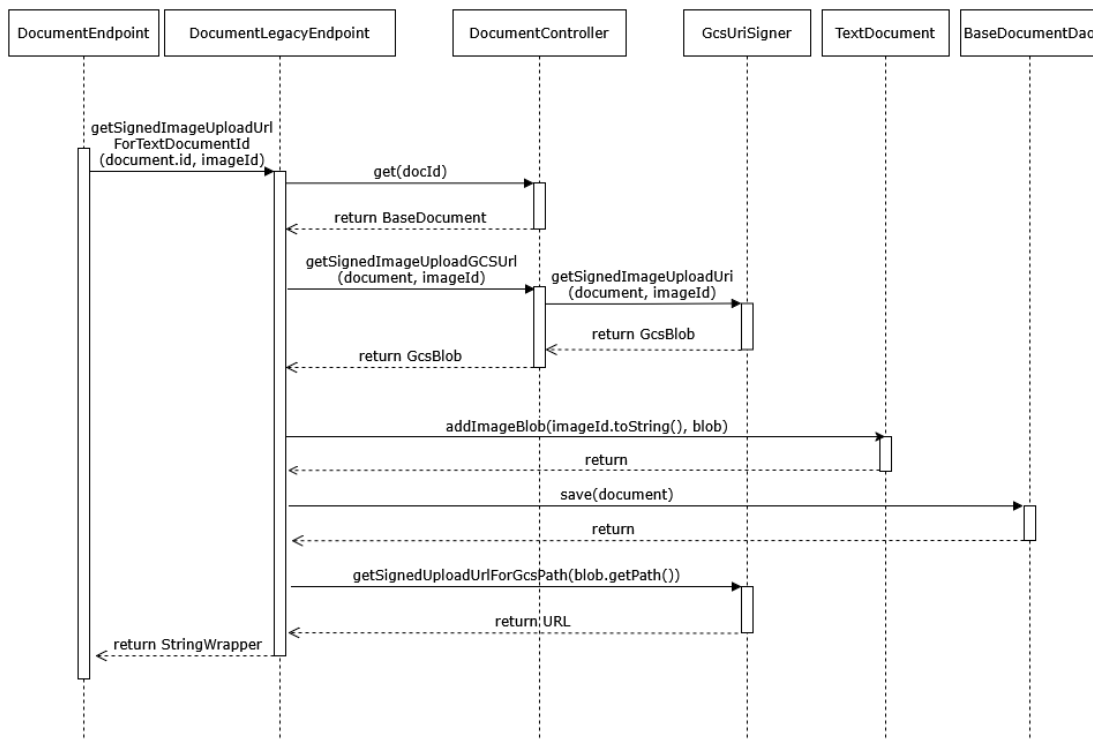 DocumentEndpoint
DocumentLegacyEndpoint
DocumentController
GcsUriSigner
TextDocument
BaseDocumentDao
getSignedImageUploadUrl
ForTextDocumentId
(document.id, imageId)
get(docId)
return BaseDocument
getSignedImageUploadGCSUrl
(document, imageId)
getSignedImageUploadUri
(document, imageId)
return GcsBlob
return GcsBlob
addImageBlob(imageId.toString(), blob)
return
save(document)
return
getSignedUploadUrlForGcsPath(blob.getPath())
return URL
return StringWrapper